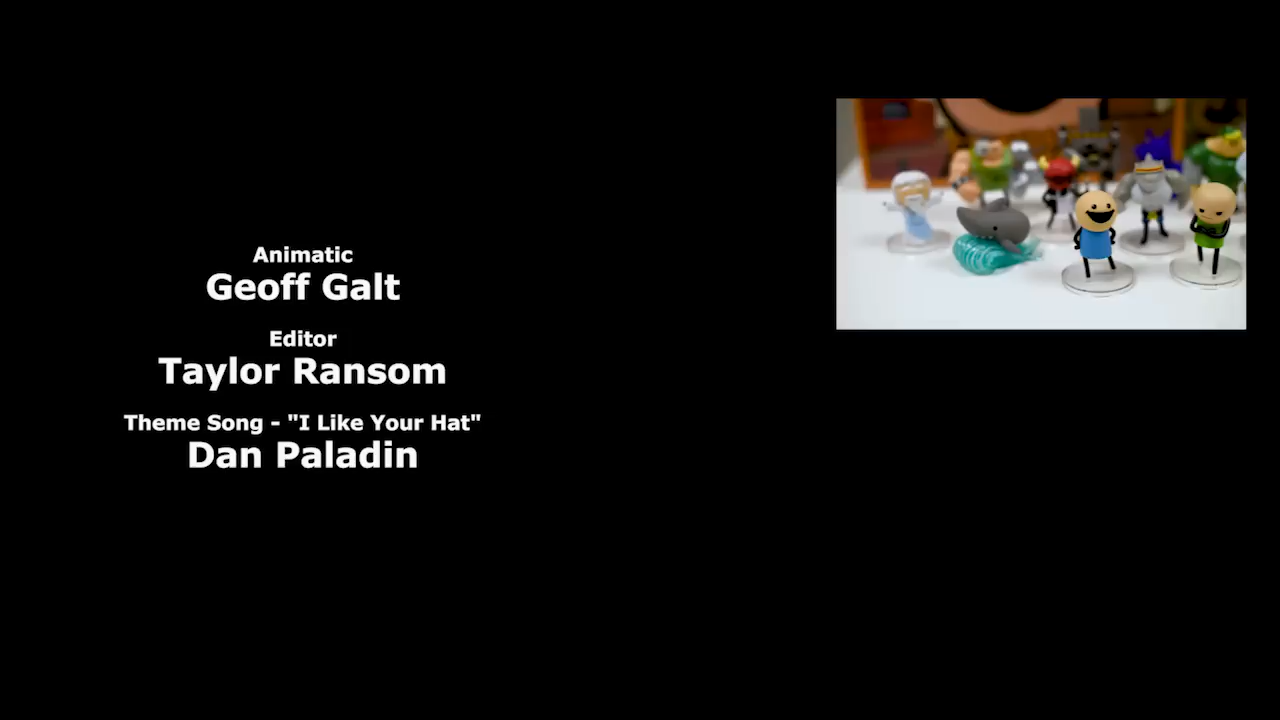 Animatic
Geoff Galt
Editor
Taylor Ransom
Theme Song - "I Like Your Hat"
Dan Paladin